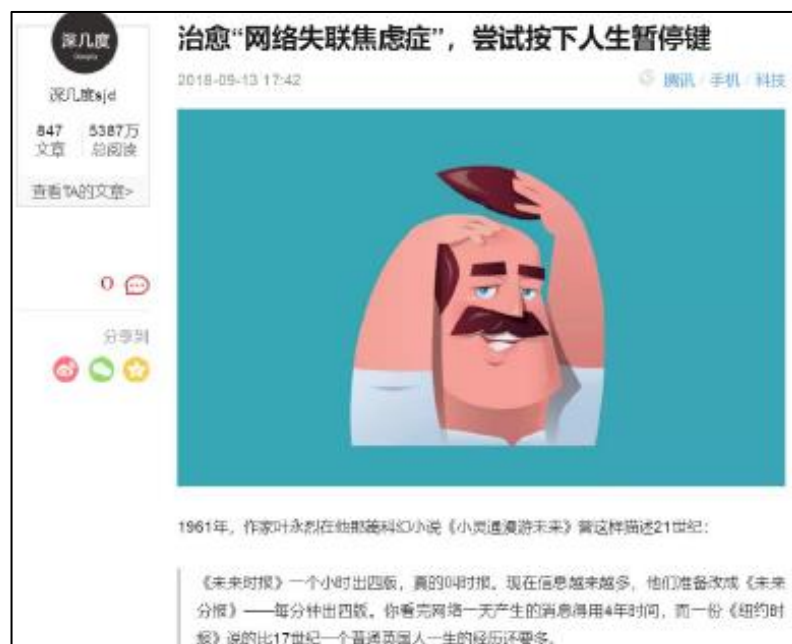 深几度
治愈“网络失联焦虑症”，尝试按下人生暂停键
深几度sjd
2018-09-13 17:42
腾讯 / 手机 / 科技
847 5387万
文章 总阅读
查看TA的文章>
0
分享到
1961年，作家叶永烈在他那篇科幻小说《小灵通漫游未来》曾这样描述21世纪：
《未来时报》一个小时出四版，真的叫时报。现在信息越来越多，他们准备改成《未来
分报》——每分钟出四版。你看完网络一天产生的消息得用4年时间，而一份《纽约时
报》说的比17世纪一个普通英国人一生的经历还要多。